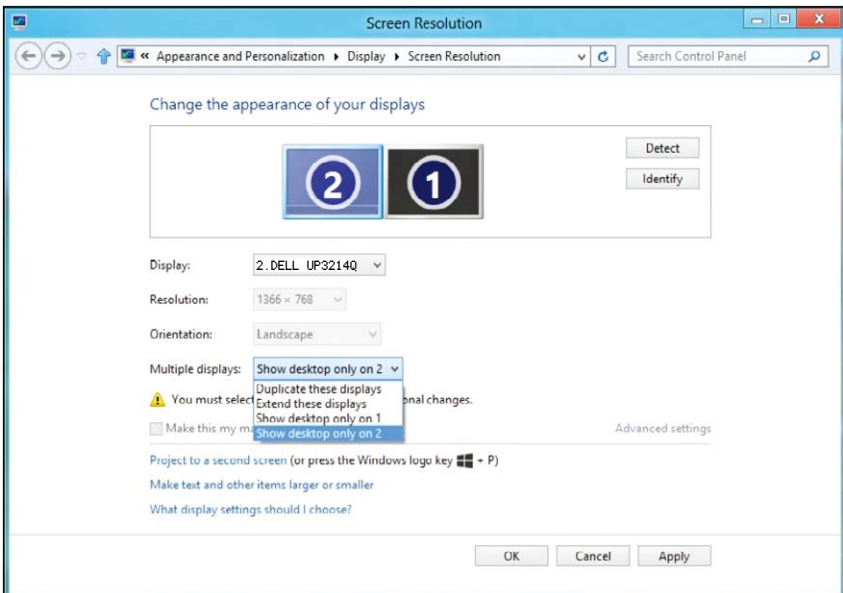 Screen Resolution
X
« Appearance and Personalization Display Screen Resolution Search Control Panel
Change the appearance of your displays
2 1 Detect
Identify
Display: 2.DELL UP3214Q
Resolution: 1366 × 768
Orientation: Landscape
Multiple displays: Show desktop only on 2
Duplicate these displays
You must select onal changes.
Extend these displays
Show desktop only on 1
Make this my m
Show desktop only on 2
Advanced settings
Project to a second screen (or press the Windows logo key + P)
Make text and other items larger or smaller
What display settings should I choose?
OK Cancel Apply